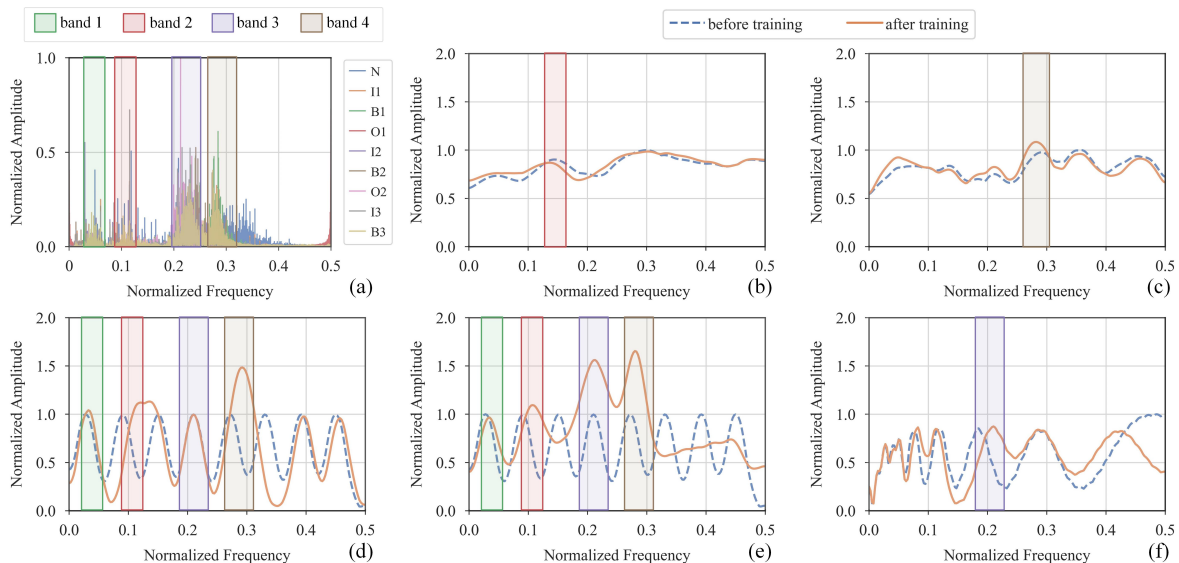 band 1 band 2 band 3 band 4
before training after training
1.0
0.5
0.0
0 0.1 0.2 0.3 0.4 0.5
Normalized Amplitude
Normalized Frequency
(a)
N
I1
B1
O1
I2
B2
O2
I3
B3
2.0
1.5
1.0
0.5
0.0
0.0 0.1 0.2 0.3 0.4 0.5
Normalized Amplitude
Normalized Frequency
(b)
2.0
1.5
1.0
0.5
0.0
0.0 0.1 0.2 0.3 0.4 0.5
Normalized Amplitude
Normalized Frequency
(c)
2.0
1.5
1.0
0.5
0.0
0.0 0.1 0.2 0.3 0.4 0.5
Normalized Amplitude
Normalized Frequency
(d)
2.0
1.5
1.0
0.5
0.0
0.0 0.1 0.2 0.3 0.4 0.5
Normalized Amplitude
Normalized Frequency
(e)
2.0
1.5
1.0
0.5
0.0
0.0 0.1 0.2 0.3 0.4 0.5
Normalized Amplitude
Normalized Frequency
(f)